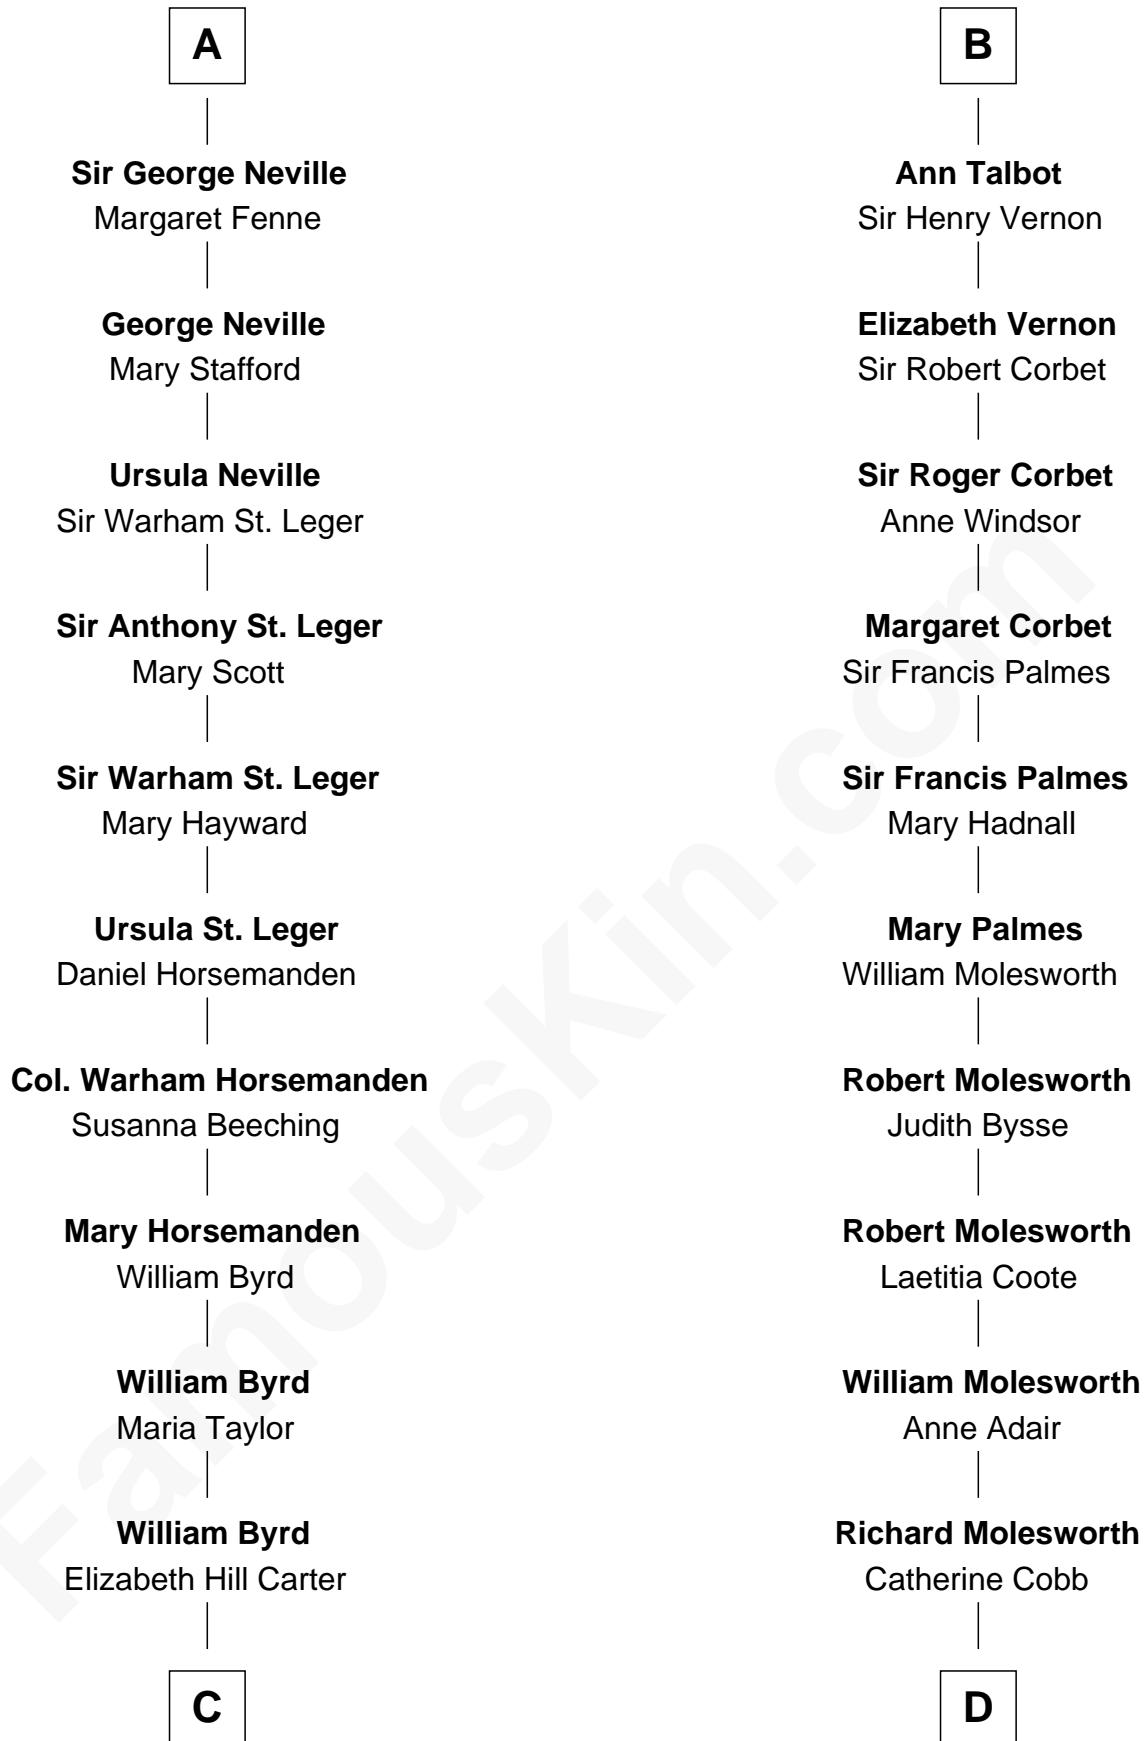 A
Sir George Neville
Margaret Fenne
George Neville
Mary Stafford
Ursula Neville
Sir Warham St. Leger
Sir Anthony St. Leger
Mary Scott
Sir Warham St. Leger
Mary Hayward
Ursula St. Leger
Daniel Horsemanden
Col. Warham Horsemanden
Susanna Beeching
Mary Horsemanden
William Byrd
William Byrd
Maria Taylor
William Byrd
Elizabeth Hill Carter
C
B
Ann Talbot
Sir Henry Vernon
Elizabeth Vernon
Sir Robert Corbet
Sir Roger Corbet
Anne Windsor
Margaret Corbet
Sir Francis Palmes
Sir Francis Palmes
Mary Hadnall
Mary Palmes
William Molesworth
Robert Molesworth
Judith Bysse
Robert Molesworth
Laetitia Coote
William Molesworth
Anne Adair
Richard Molesworth
Catherine Cobb
D
FamousKin.com